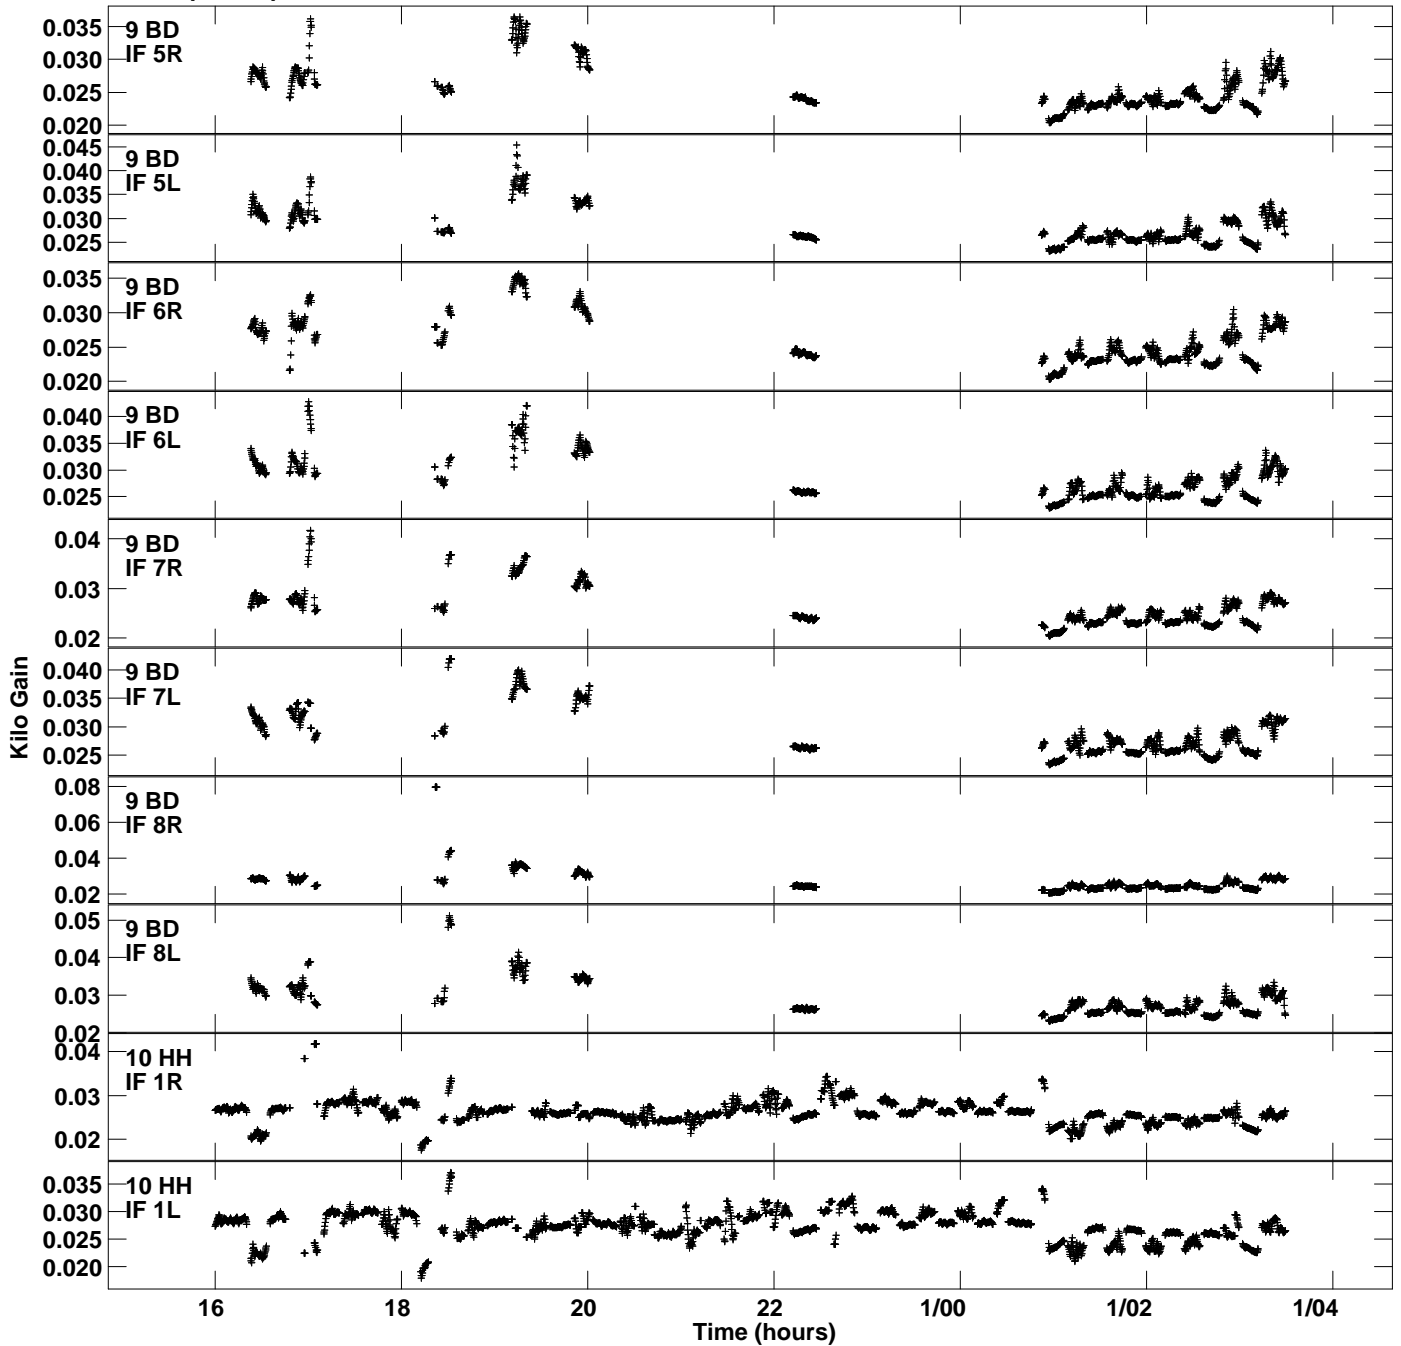 9 BD
IF 5R
0.035
0.030
0.025
0.020
9 BD
IF 5L
0.045
0.040
0.035
0.030
0.025
9 BD
IF 6R
0.035
0.030
0.025
0.020
9 BD
IF 6L
0.040
0.035
0.030
0.025
9 BD
IF 7R
0.04
0.03
0.02
9 BD
IF 7L
0.040
0.035
0.030
0.025
9 BD
IF 8R
0.08
0.06
0.04
0.02
9 BD
IF 8L
0.05
0.04
0.03
0.02
10 HH
IF 1R
0.04
0.03
0.02
10 HH
IF 1L
0.035
0.030
0.025
0.020
Kilo Gain
16 18 20 22 1/00 1/02 1/04
Time (hours)